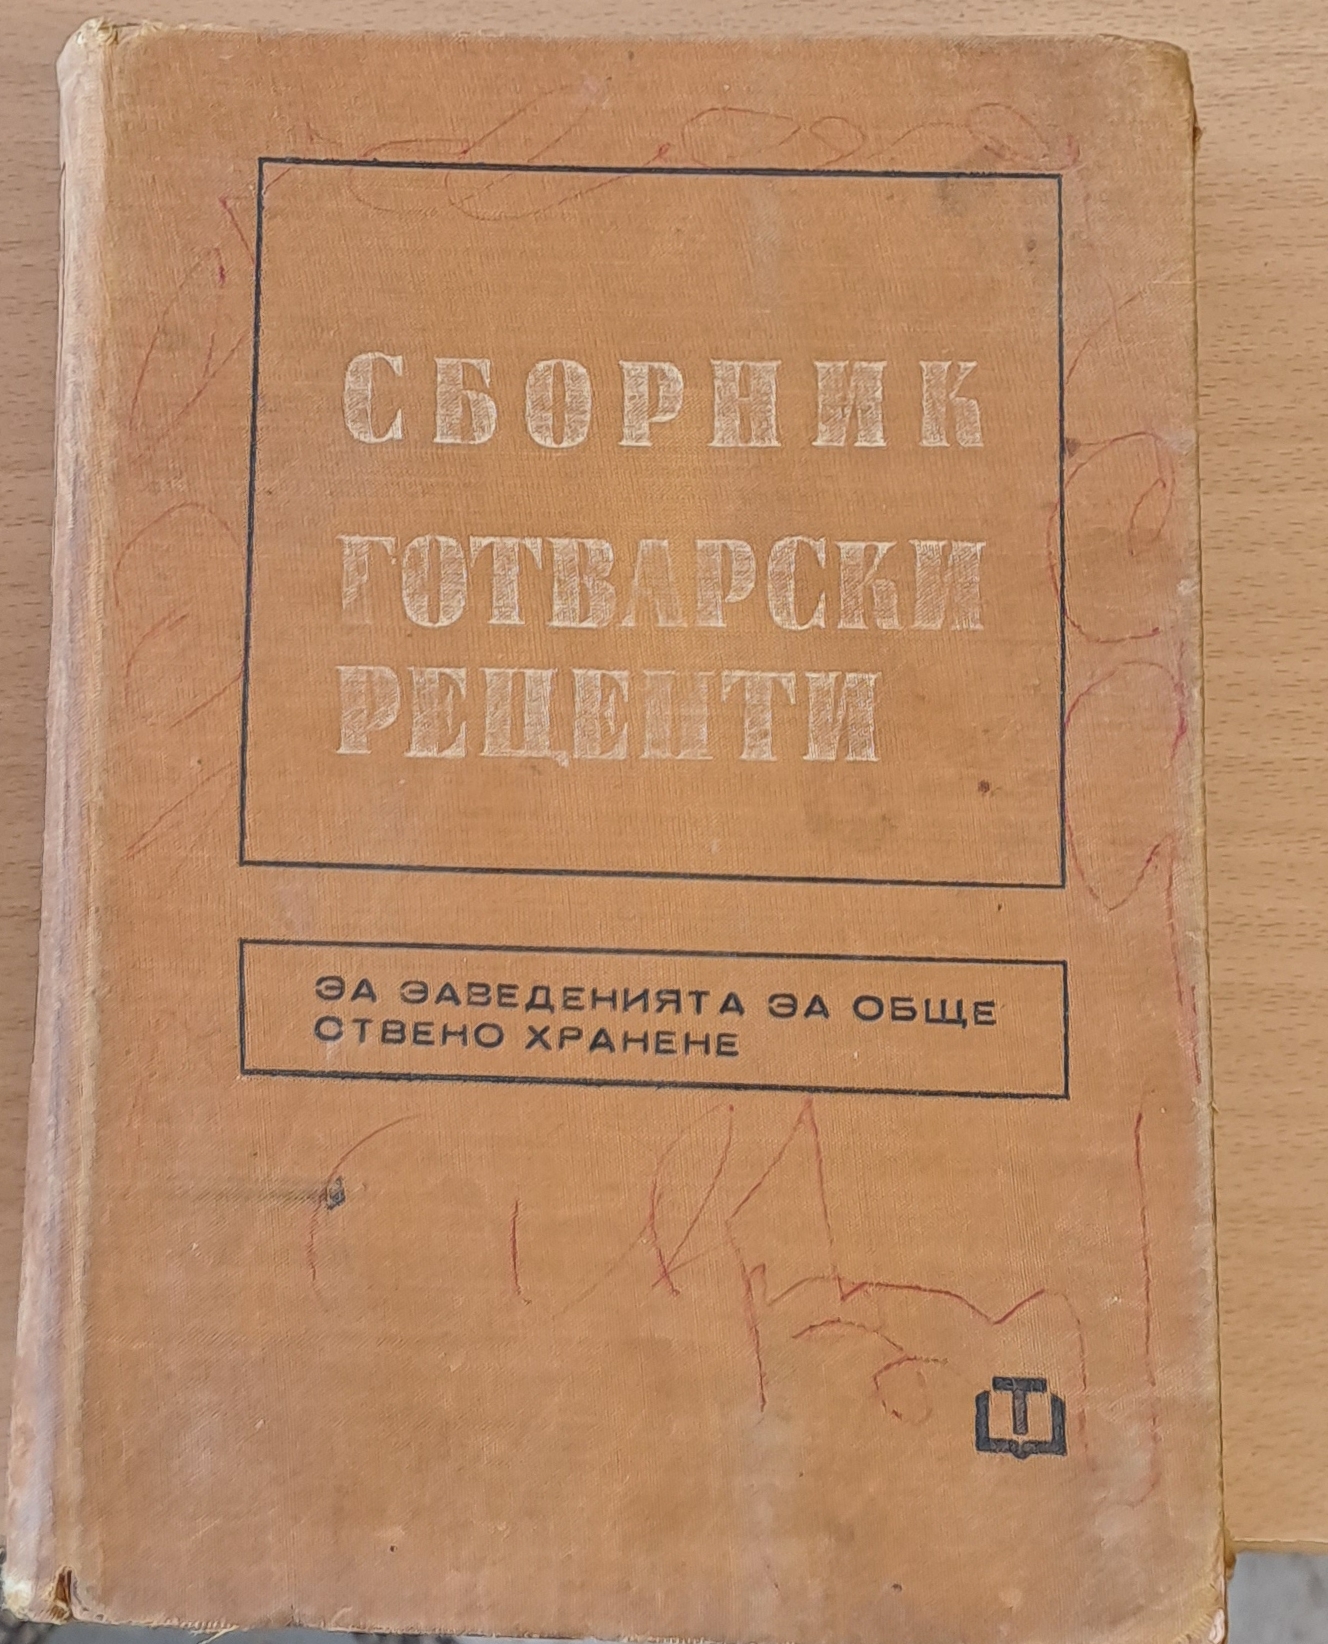 СБОРНИК
ГОТВАРСКИ
РЕЦЕПТИ
ЗА ЗАВЕДЕНИЯТА ЗА ОБЩЕ
СТВЕНО ХРАНЕНЕ
Т